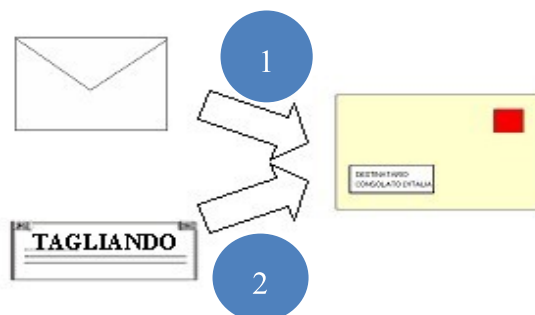 1
DESTINATARIO
CONSOLATO D'ITALIA
TAGLIANDO
2